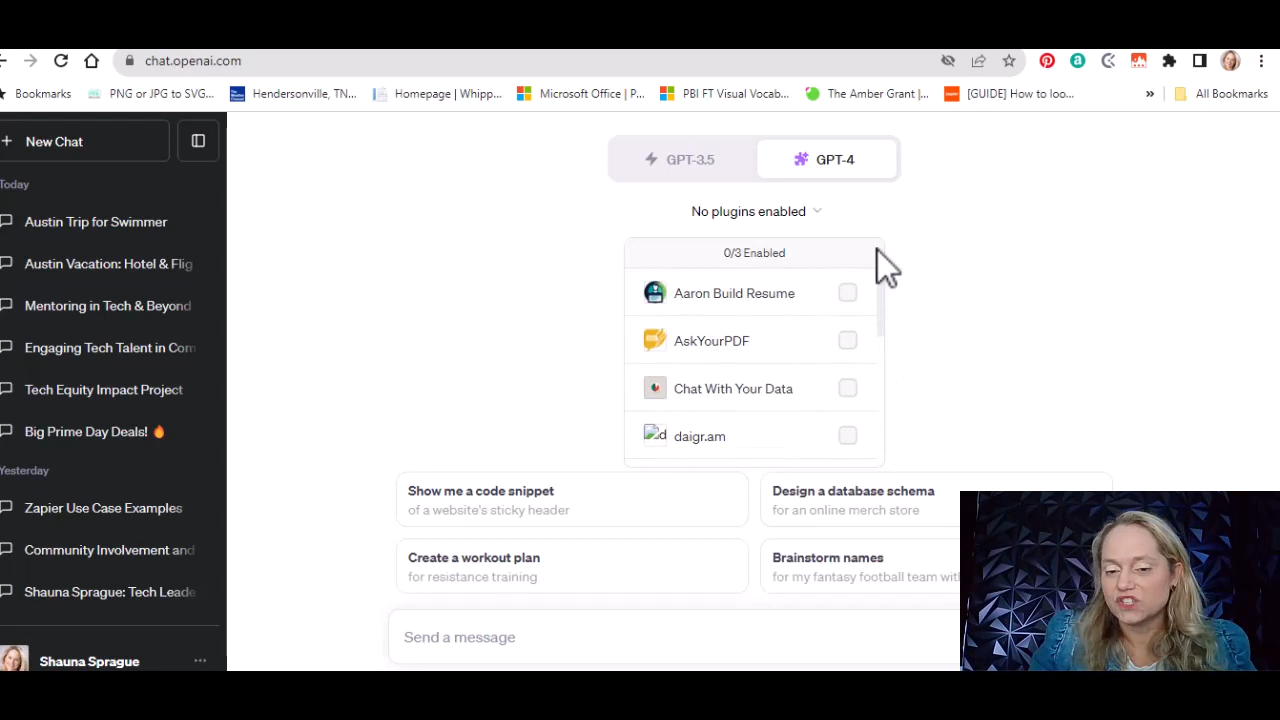 chat.openai.com
Bookmarks
PNG or JPG to SVG...
Hendersonville, TN...
Homepage | Whipp...
Microsoft Office | P...
PBI FT Visual Vocab...
The Amber Grant |...
[GUIDE] How to loo...
»
All Bookmarks
+ New Chat
Today
Austin Trip for Swimmer
Austin Vacation: Hotel & Flig
Mentoring in Tech & Beyond
Engaging Tech Talent in Com
Tech Equity Impact Project
Big Prime Day Deals! 🔥
Yesterday
Zapier Use Case Examples
Community Involvement and
Shauna Sprague: Tech Leade
Shauna Sprague
GPT-3.5
GPT-4
No plugins enabled
0/3 Enabled
Aaron Build Resume
AskYourPDF
Chat With Your Data
d daigr.am
Show me a code snippet
of a website's sticky header
Design a database schema
for an online merch store
Create a workout plan
for resistance training
Brainstorm names
for my fantasy football team with
Send a message